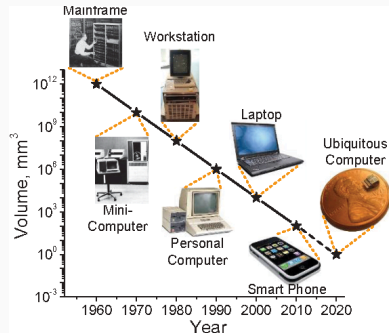 Mainframe
Workstation
Laptop
Ubiquitous
Computer
Mini-
Computer
Personal
Computer
Smart Phone
Volume, mm³
10¹²
10⁹
10⁶
10³
10⁰
10⁻³
1960 1970 1980 1990 2000 2010 2020
Year